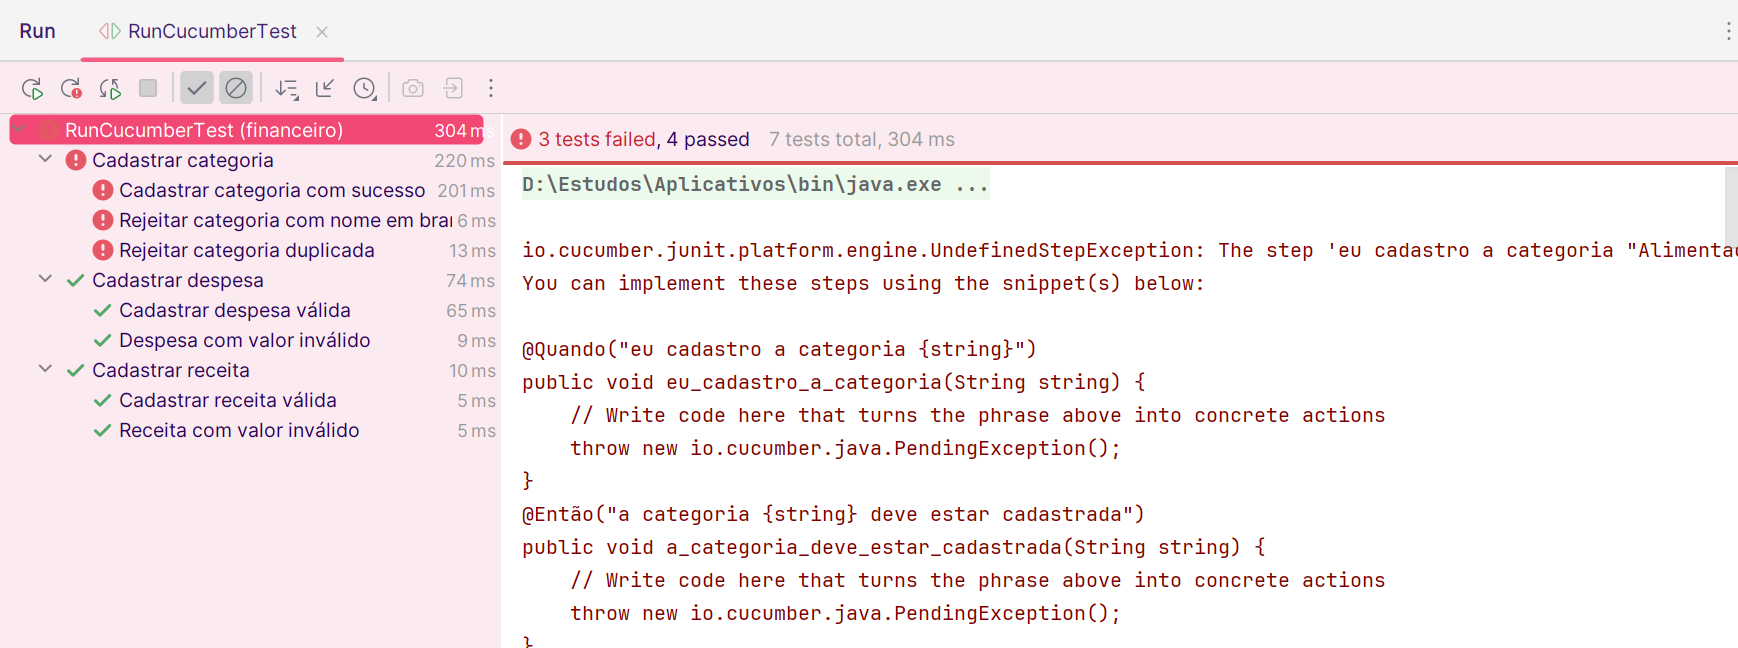 Run RunCucumberTest
RunCucumberTest (financeiro) 304 ms
Cadastrar categoria 220 ms
Cadastrar categoria com sucesso 201 ms
Rejeitar categoria com nome em bra 6 ms
Rejeitar categoria duplicada 13 ms
Cadastrar despesa 74 ms
Cadastrar despesa válida 65 ms
Despesa com valor inválido 9 ms
Cadastrar receita 10 ms
Cadastrar receita válida 5 ms
Receita com valor inválido 5 ms
3 tests failed, 4 passed 7 tests total, 304 ms
D:\Estudos\Aplicativos\bin\java.exe ...
io.cucumber.junit.platform.engine.UndefinedStepException: The step 'eu cadastro a categoria "Alimenta
You can implement these steps using the snippet(s) below:
@Quando("eu cadastro a categoria {string}")
public void eu_cadastro_a_categoria(String string) {
    // Write code here that turns the phrase above into concrete actions
    throw new io.cucumber.java.PendingException();
}
@Então("a categoria {string} deve estar cadastrada")
public void a_categoria_deve_estar_cadastrada(String string) {
    // Write code here that turns the phrase above into concrete actions
    throw new io.cucumber.java.PendingException();
}